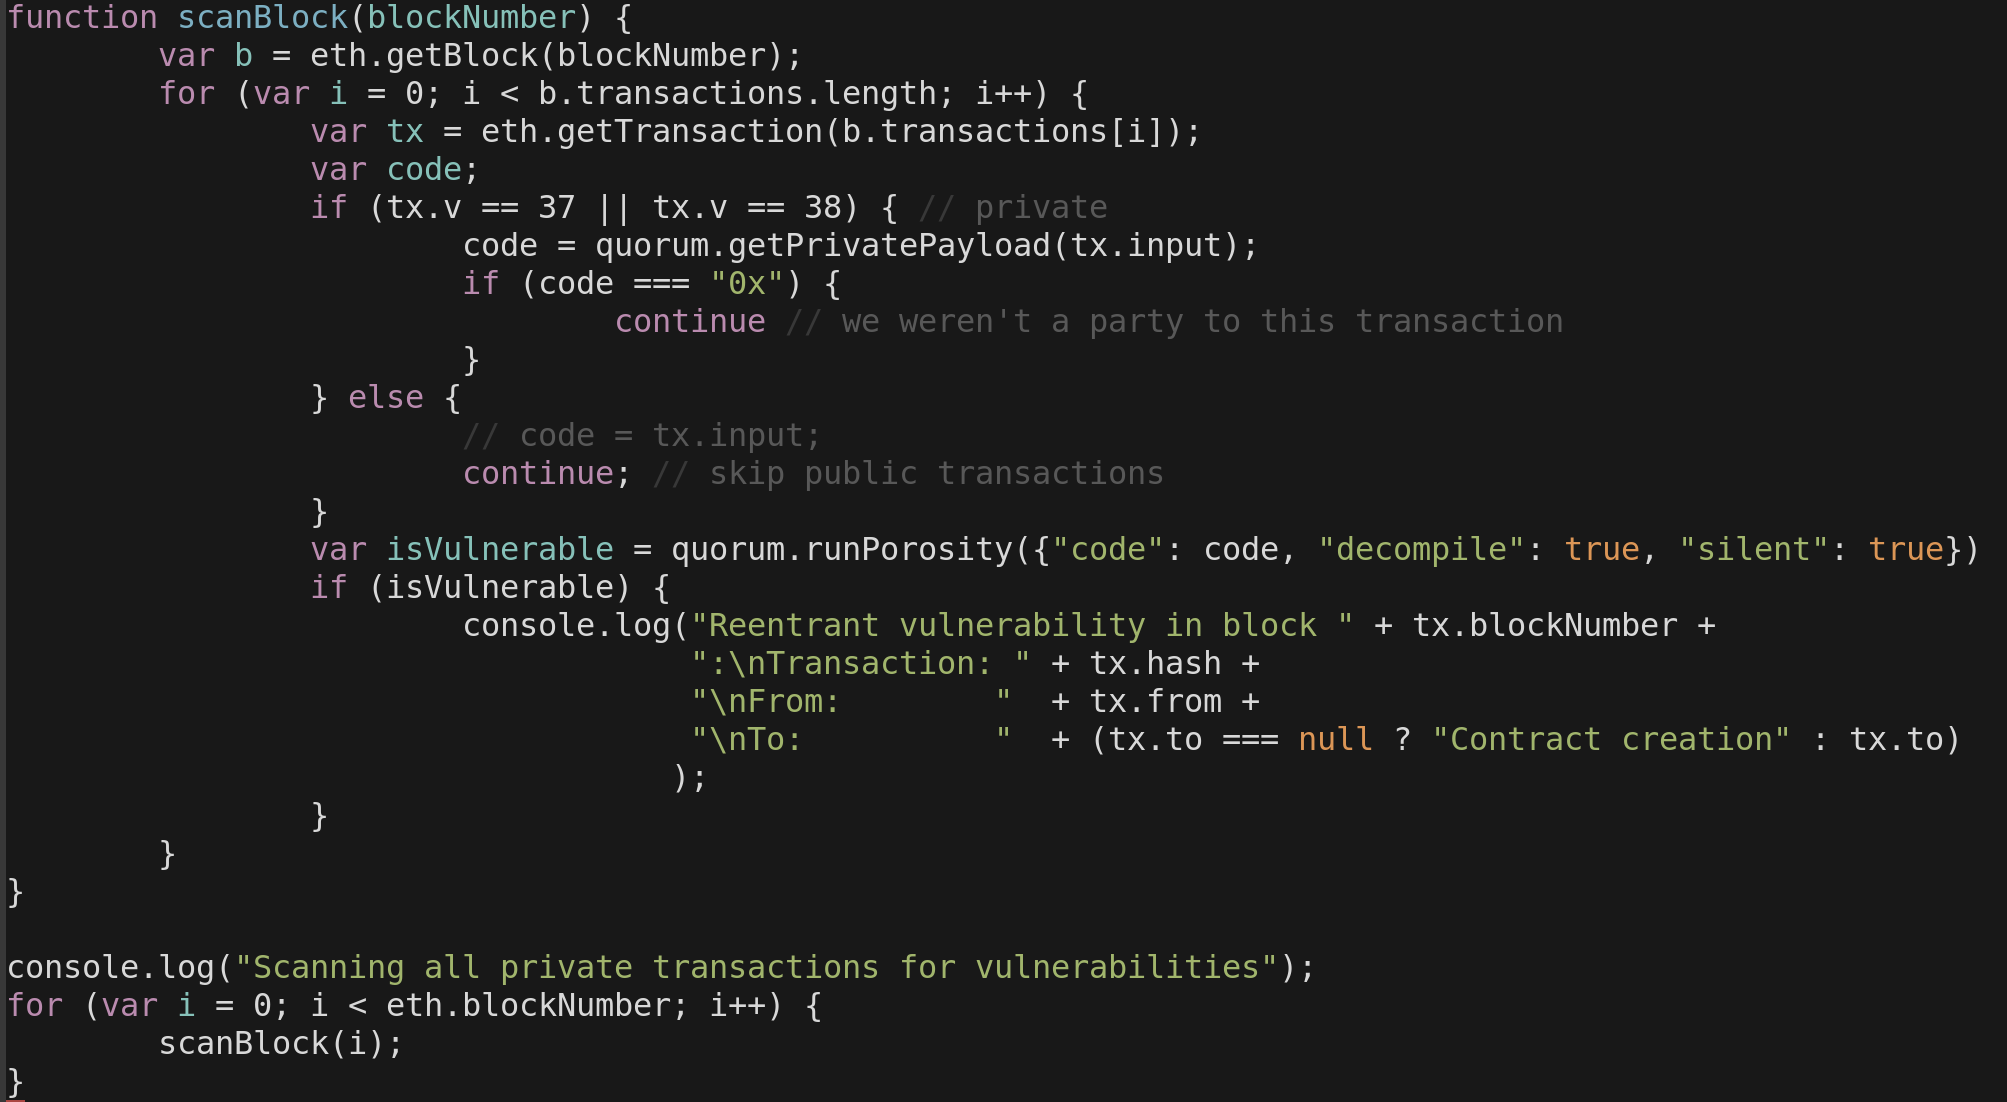 function scanBlock(blockNumber) {
        var b = eth.getBlock(blockNumber);
        for (var i = 0; i < b.transactions.length; i++) {
                var tx = eth.getTransaction(b.transactions[i]);
                var code;
                if (tx.v == 37 || tx.v == 38) { // private
                        code = quorum.getPrivatePayload(tx.input);
                        if (code === "0x") {
                                continue // we weren't a party to this transaction
                        }
                } else {
                        // code = tx.input;
                        continue; // skip public transactions
                }
                var isVulnerable = quorum.runPorosity({"code": code, "decompile": true, "silent": true})
                if (isVulnerable) {
                        console.log("Reentrant vulnerability in block " + tx.blockNumber +
                                    ":\nTransaction: " + tx.hash +
                                    "\nFrom:        "  + tx.from +
                                    "\nTo:          "  + (tx.to === null ? "Contract creation" : tx.to)
                                   );
                }
        }
}

console.log("Scanning all private transactions for vulnerabilities");
for (var i = 0; i < eth.blockNumber; i++) {
        scanBlock(i);
}